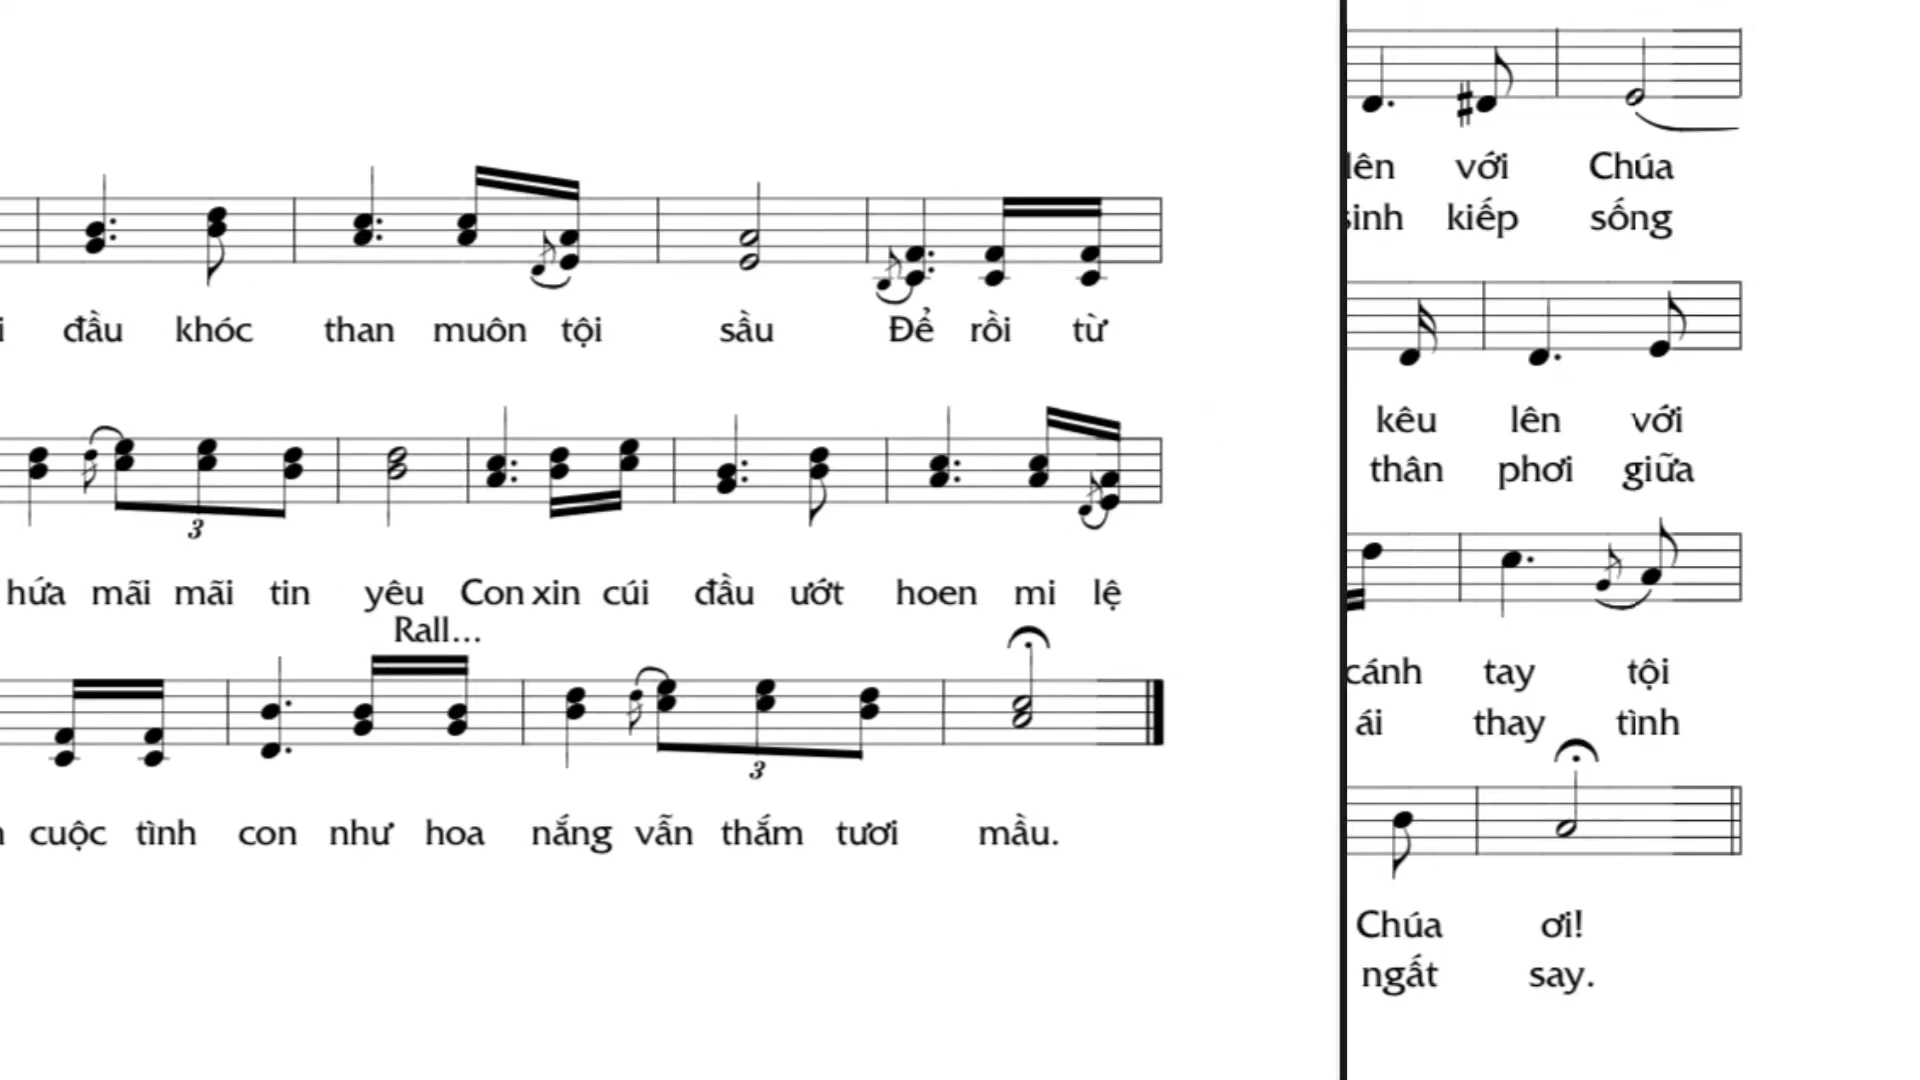 đầu khóc than muôn tội sầu Để rồi từ
3
hứa mãi mãi tin yêu Con xin cúi đầu ướt hoen mi lệ
Rall...
3
cuộc tình con như hoa nắng vẫn thắm tươi mầu.
lên với Chúa
sinh kiếp sống
kêu lên với
thân phơi giữa
cánh tay tội
ái thay tình
Chúa ơi!
ngất say.